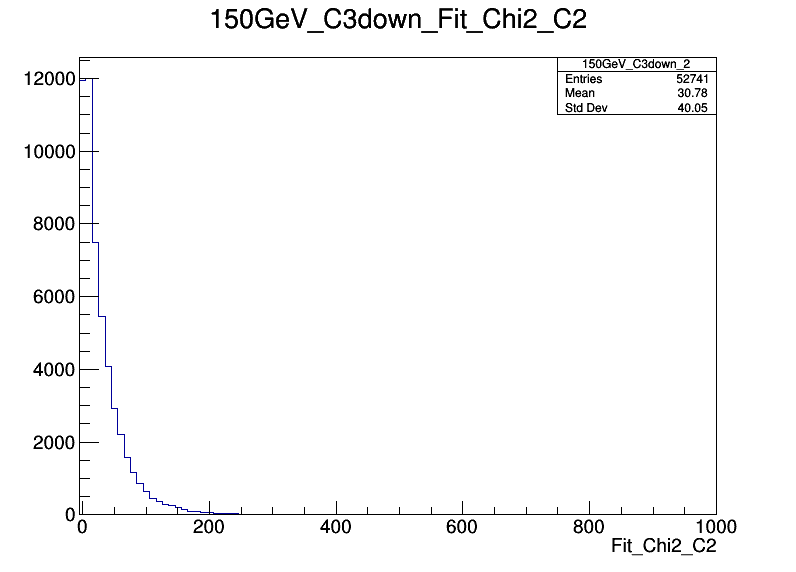 150GeV_C3down_Fit_Chi2_C2
150GeV_C3down_2
Entries 52741
Mean 30.78
Std Dev 40.05
12000
10000
8000
6000
4000
2000
0
0 200 400 600 800 1000
Fit_Chi2_C2